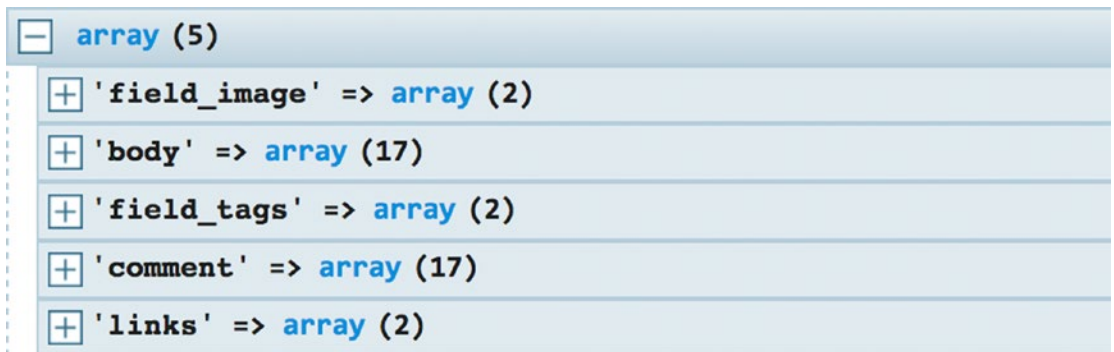 array (5)
'field_image' => array (2)
'body' => array (17)
'field_tags' => array (2)
'comment' => array (17)
'links' => array (2)